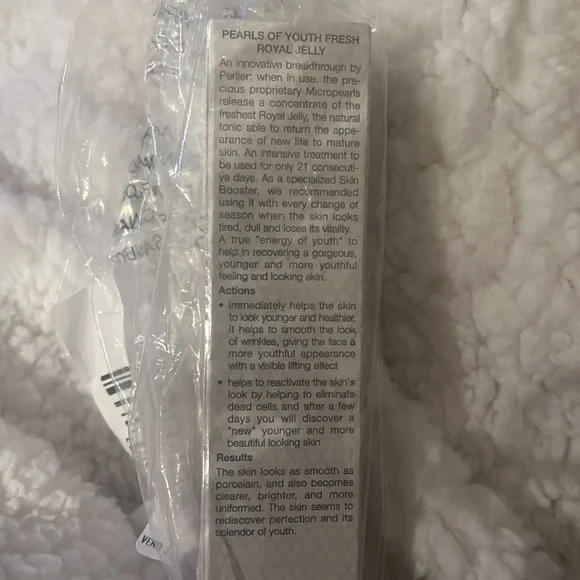 PEARLS OF YOUTH FRESH
ROYAL JELLY
An innovative breakthrough by
Perlier: when in use, the pre-
cious proprietary Micropearls
release a concentrate of the
freshest Royal Jelly, the natural
tonic able to return the appe-
arance of new life to mature
skin. An intensive treatment to
be used for only 21 consecuti-
ve days. As a specialized Skin
Booster, we recommended
using it with every change of
season when the skin looks
tired, dull and loses its vitality.
A true "energy of youth" to
help in recovering a gorgeous,
younger and more youthful
feeling and looking skin.
Actions
• Immediately helps the skin
to look younger and healthier.
It helps to smooth the look
of wrinkles, giving the face a
more youthful appearance
with a visible lifting effect
• helps to reactivate the skin's
look by helping to eliminate
dead cells and after a few
days you will discover a
"new" younger and more
beautiful looking skin
Results
The skin looks as smooth as
porcelain, and also becomes
clearer, brighter, and more
uniformed. The skin seems to
rediscover perfection and its
splendor of youth.